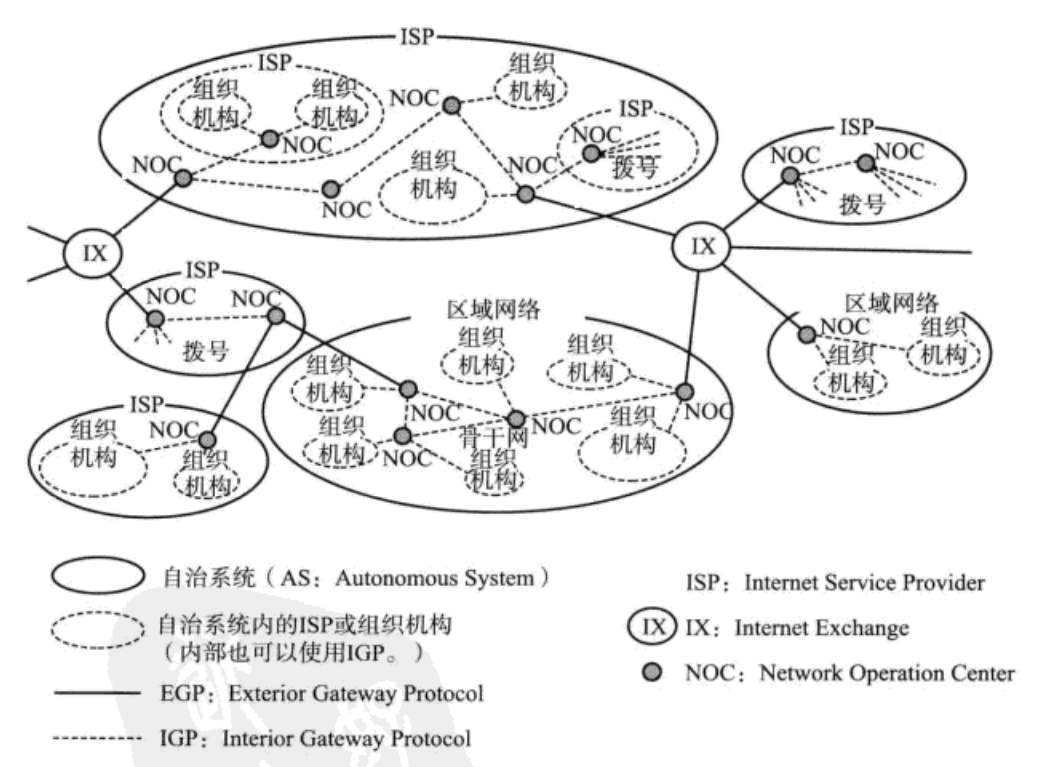 ISP
ISP
组织
机构
组织
机构
NOC
NOC
NOC
NOC
组织
机构
组织
机构
NOC
ISP
NOC
拨号
ISP
NOC
NOC
拨号
IX
IX
ISP
NOC
NOC
拨号
ISP
组织
机构
NOC
组织
机构
区域网络
组织
机构
组织
机构
组织
机构
NOC
组织
机构
NOC
NOC
骨干网
组织
机构
组织
机构
NOC
区域网络
NOC
组织
机构
组织
机构
自治系统（AS：Autonomous System）
自治系统内的ISP或组织机构
（内部也可以使用IGP。）
EGP：Exterior Gateway Protocol
IGP：Interior Gateway Protocol
ISP：Internet Service Provider
IX
IX：Internet Exchange
NOC：Network Operation Center